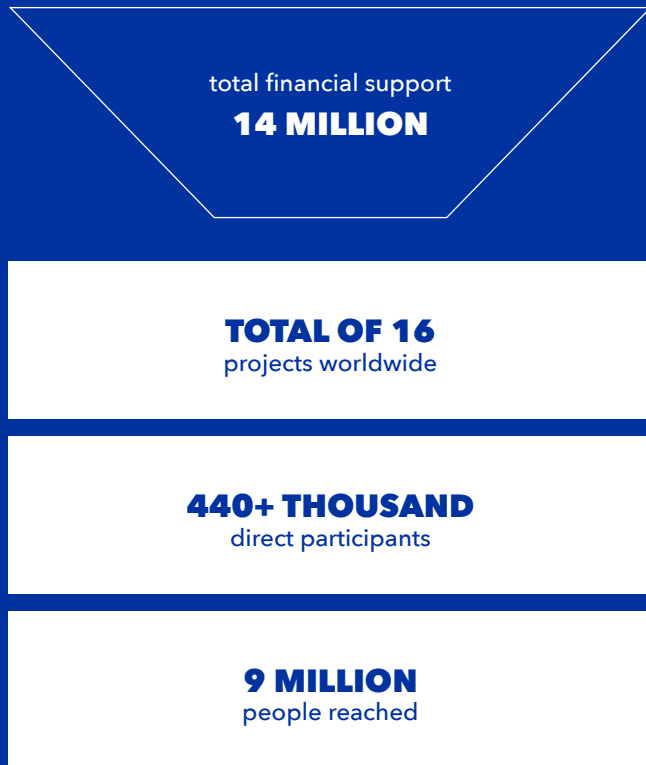 total financial support
14 MILLION
TOTAL OF 16
projects worldwide
440+ THOUSAND
direct participants
9 MILLION
people reached